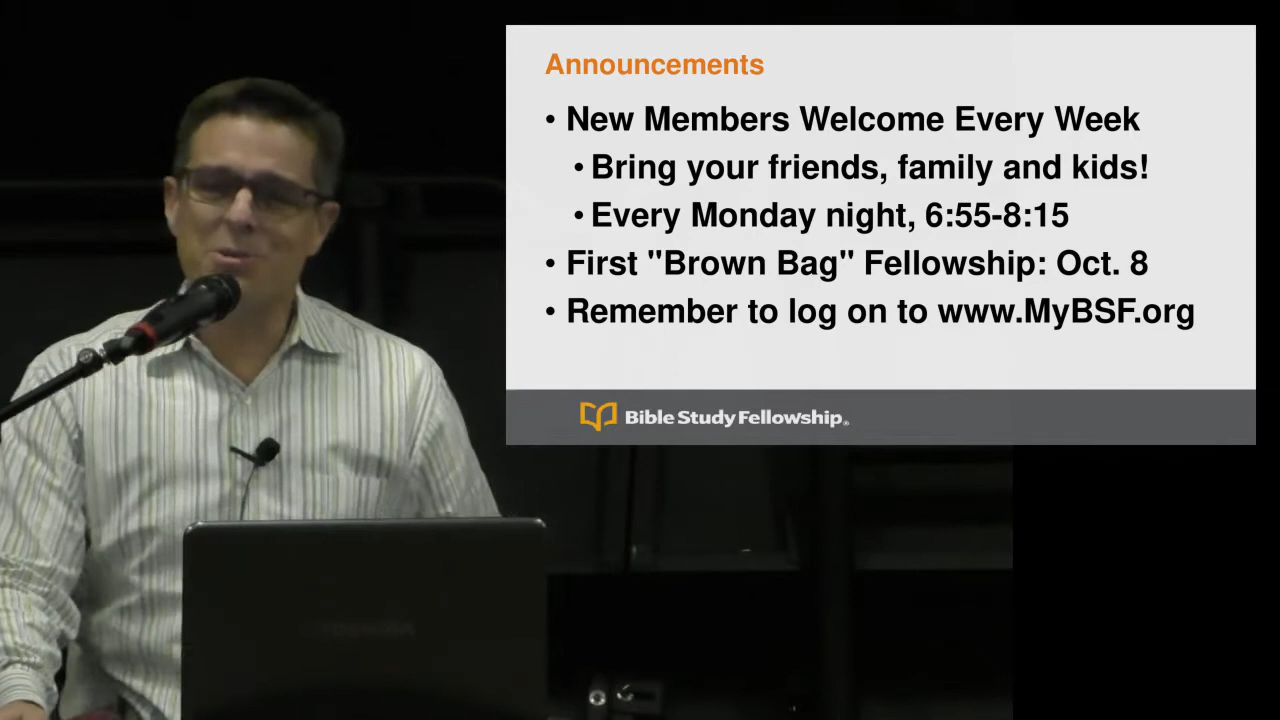 Announcements
• New Members Welcome Every Week
• Bring your friends, family and kids!
• Every Monday night, 6:55-8:15
• First "Brown Bag" Fellowship: Oct. 8
• Remember to log on to www.MyBSF.org
Bible Study Fellowship®